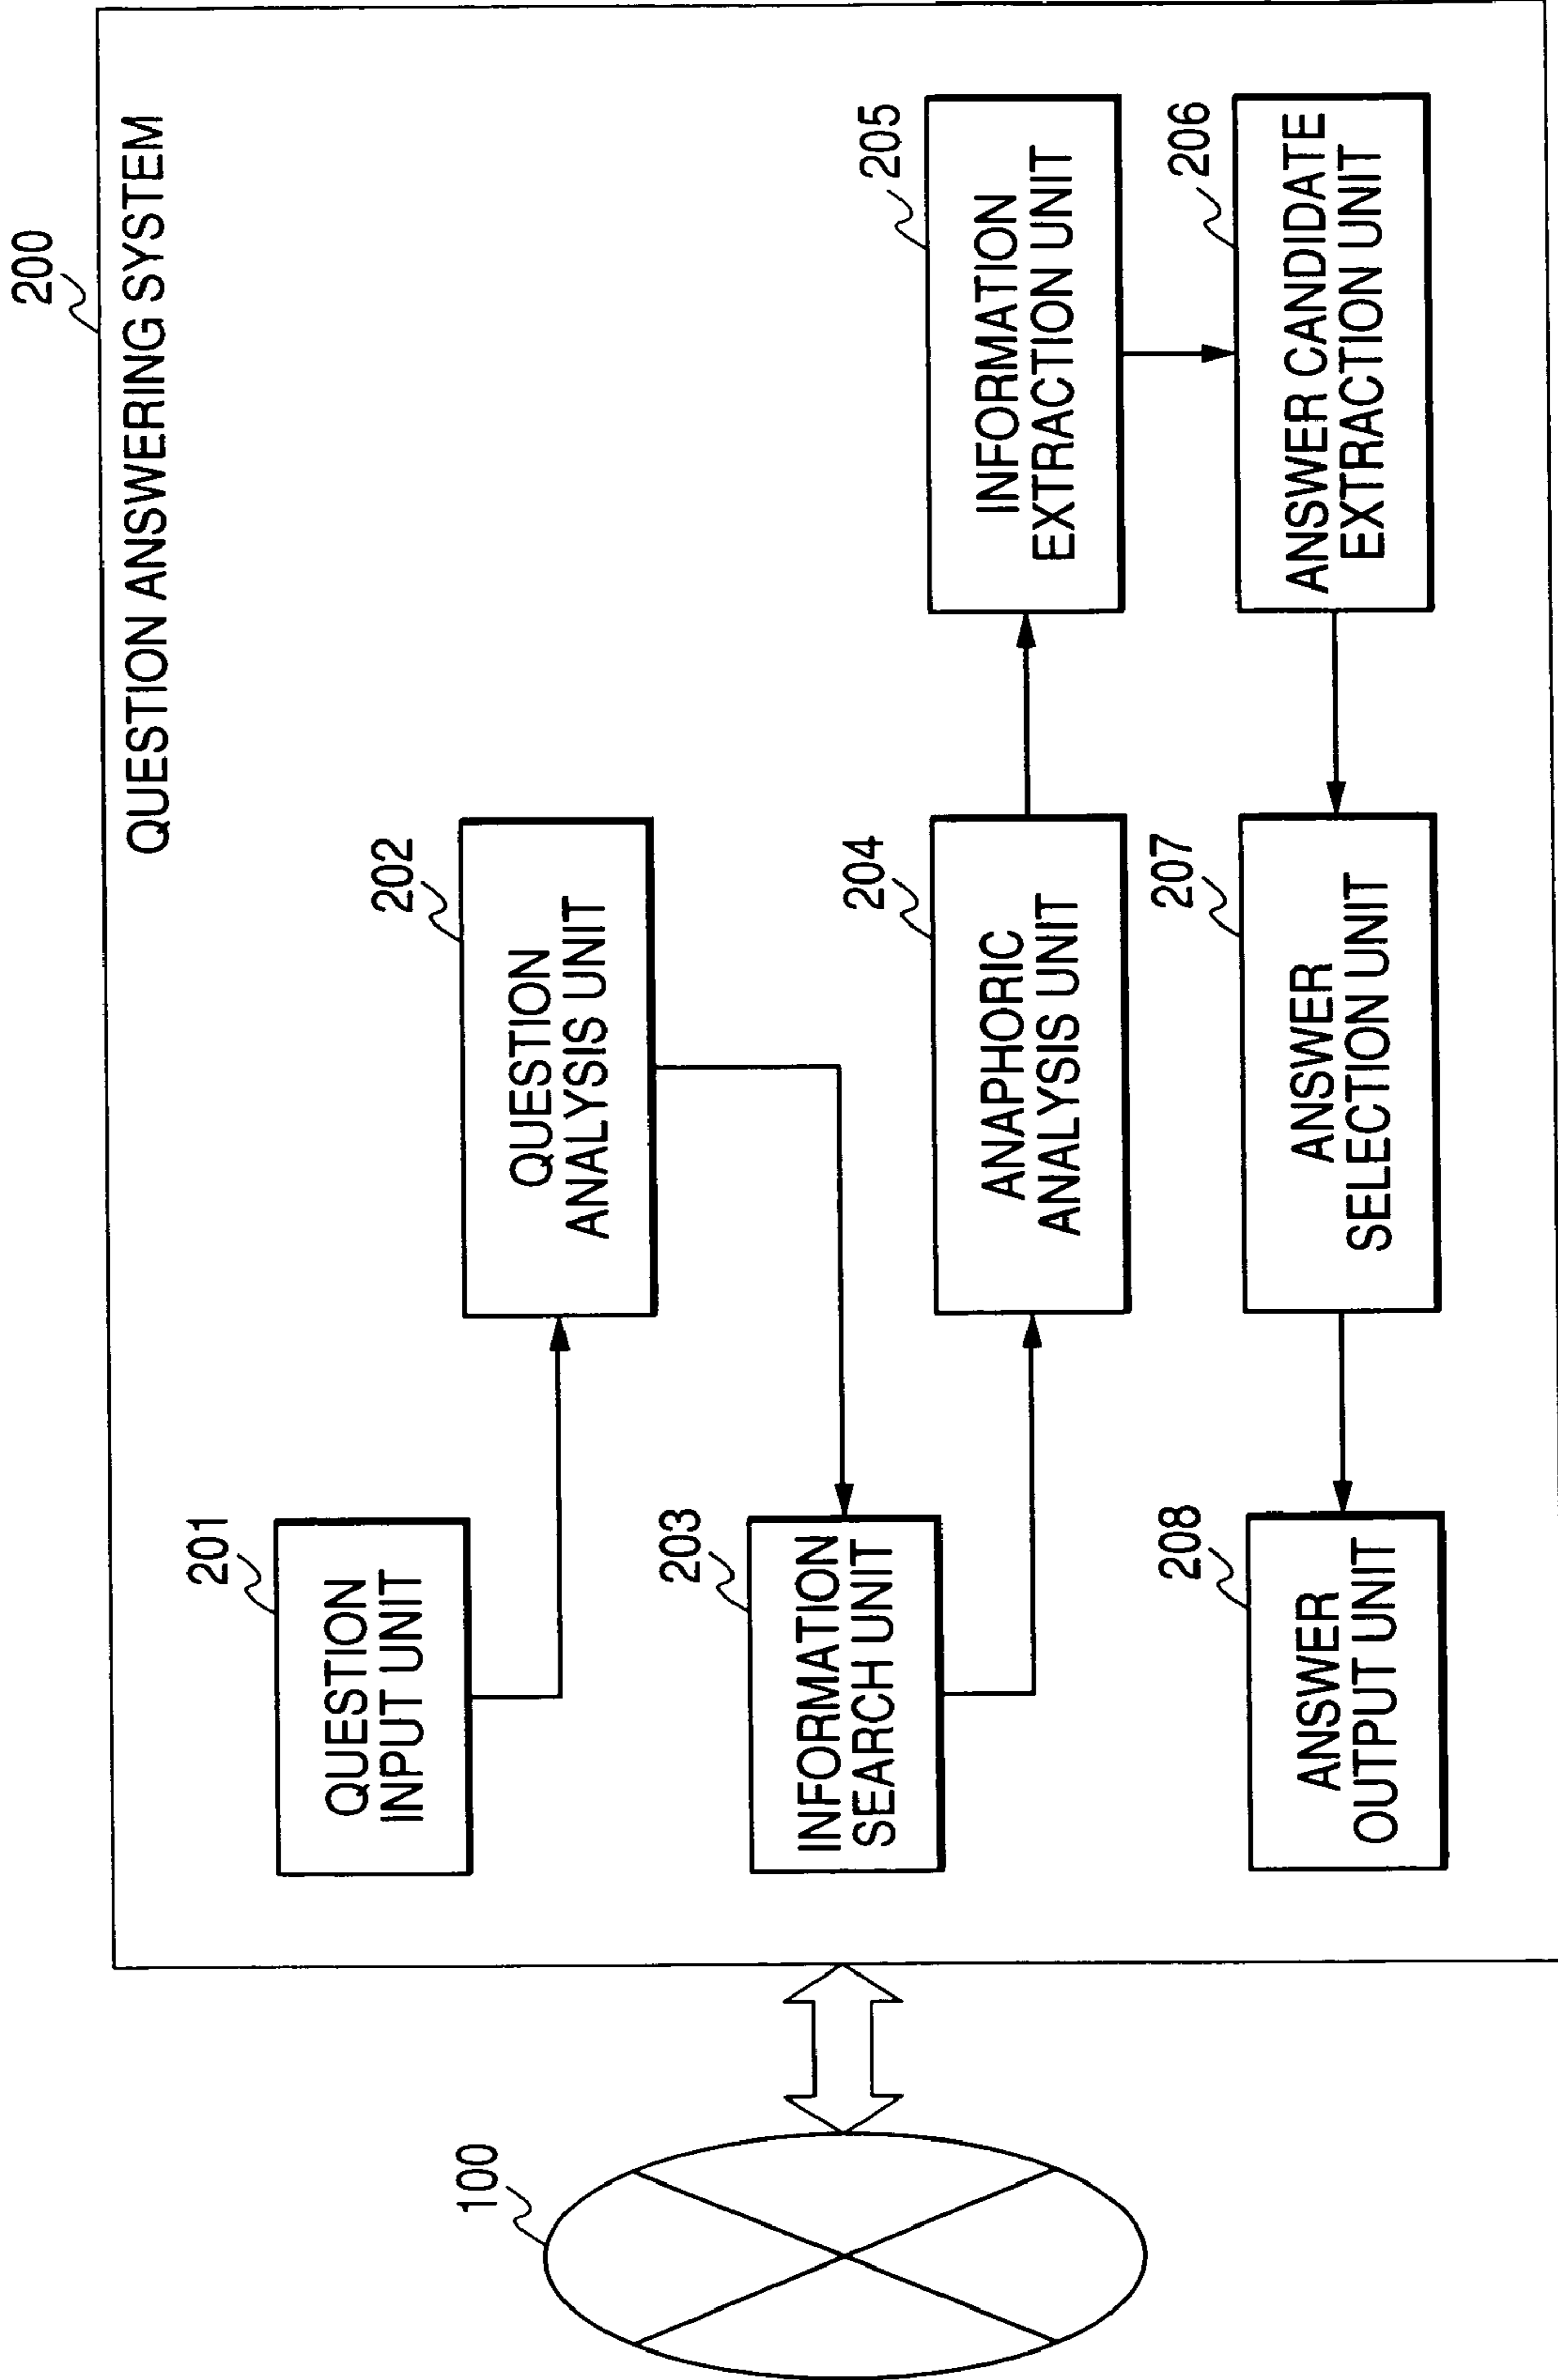 200
QUESTION ANSWERING SYSTEM
201
QUESTION
INPUT UNIT
202
QUESTION
ANALYSIS UNIT
203
INFORMATION
SEARCH UNIT
204
ANAPHORIC
ANALYSIS UNIT
205
INFORMATION
EXTRACTION UNIT
206
ANSWER CANDIDATE
EXTRACTION UNIT
207
ANSWER
SELECTION UNIT
208
ANSWER
OUTPUT UNIT
100